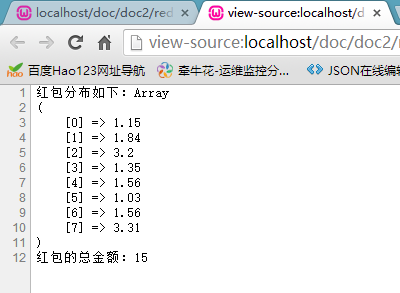 localhost/doc/doc2/red
view-source:localhost/d
view-source:localhost/doc/doc2/r
百度Hao123网址导航
牵牛花-运维监控分...
JSON在线编辑
1 红包分布如下：Array
2 (
3 [0] => 1.15
4 [1] => 1.84
5 [2] => 3.2
6 [3] => 1.35
7 [4] => 1.56
8 [5] => 1.03
9 [6] => 1.56
10 [7] => 3.31
11 )
12 红包的总金额：15